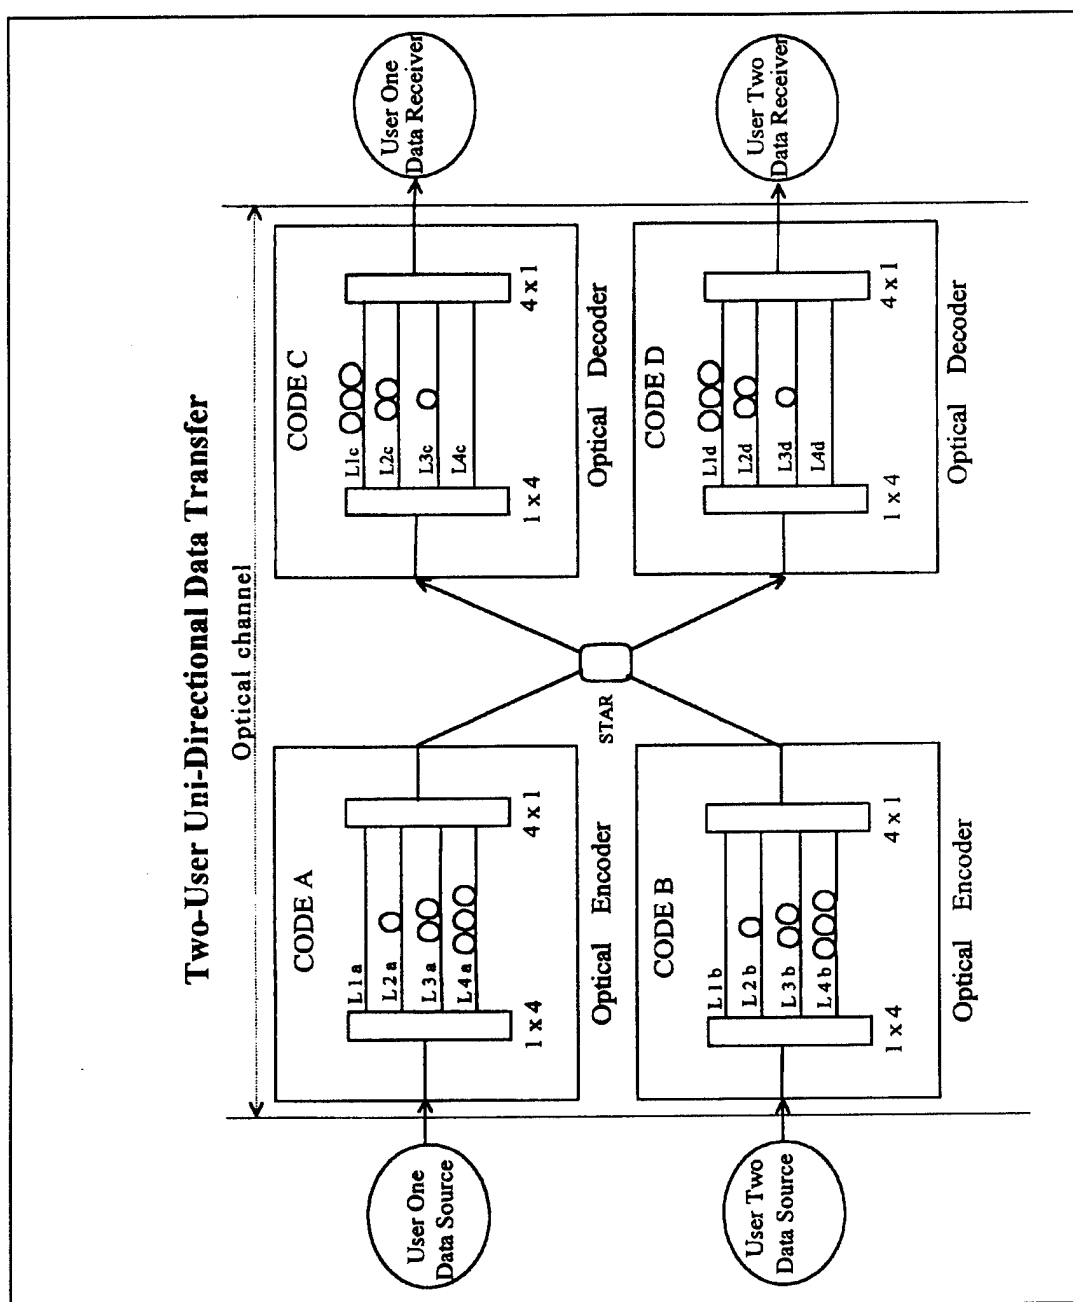 Two-User Uni-Directional Data Transfer
Optical channel
User One
Data Source
CODE A
L1a
L2a
L3a
L4a
1 x 4
4 x 1
Optical Encoder
STAR
CODE C
L1c
L2c
L3c
L4c
1 x 4
4 x 1
Optical Decoder
User One
Data Receiver
User Two
Data Source
CODE B
L1b
L2b
L3b
L4b
1 x 4
4 x 1
Optical Encoder
CODE D
L1d
L2d
L3d
L4d
1 x 4
4 x 1
Optical Decoder
User Two
Data Receiver